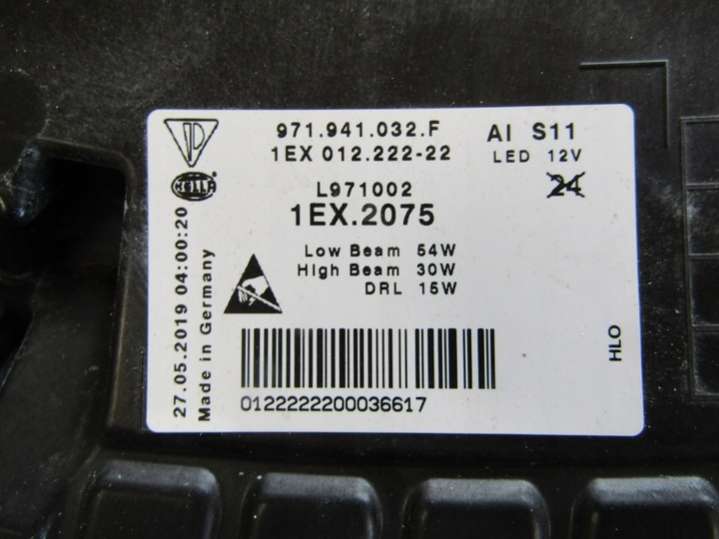 971.941.032.F AI S11
1EX 012.222-22 LED 12V
HELLA
L971002 24
1EX.2075
Low Beam 54W
High Beam 30W
DRL 15W
27.05.2019 04:00:20
Made in Germany
HLO
0122222200036617